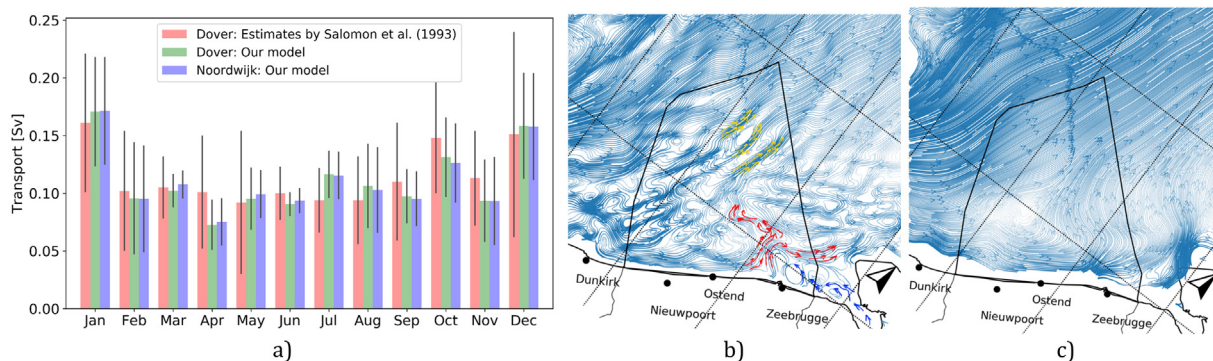 0.25
0.20
0.15
0.10
0.05
0.00
Transport [Sv]
Dover: Estimates by Salomon et al. (1993)
Dover: Our model
Noordwijk: Our model
Jan Feb Mar Apr May Jun Jul Aug Sep Oct Nov Dec
a)
Dunkirk
Nieuwpoort
Ostend
Zeebrugge
b)
Dunkirk
Nieuwpoort
Ostend
Zeebrugge
c)